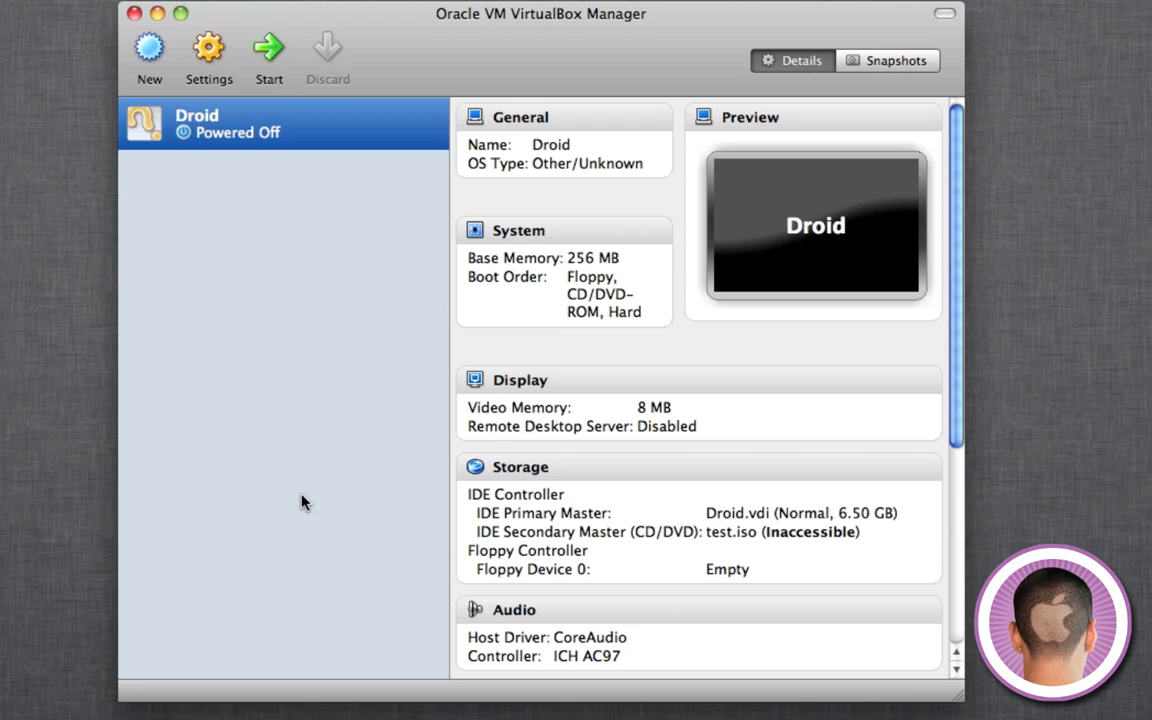 Oracle VM VirtualBox Manager
New
Settings
Start
Discard
Details
Snapshots
Droid
Powered Off
General
Name: Droid
OS Type: Other/Unknown
System
Base Memory: 256 MB
Boot Order: Floppy,
CD/DVD-
ROM, Hard
Preview
Droid
Display
Video Memory: 8 MB
Remote Desktop Server: Disabled
Storage
IDE Controller
IDE Primary Master: Droid.vdi (Normal, 6.50 GB)
IDE Secondary Master (CD/DVD): test.iso (Inaccessible)
Floppy Controller
Floppy Device 0: Empty
Audio
Host Driver: CoreAudio
Controller: ICH AC97